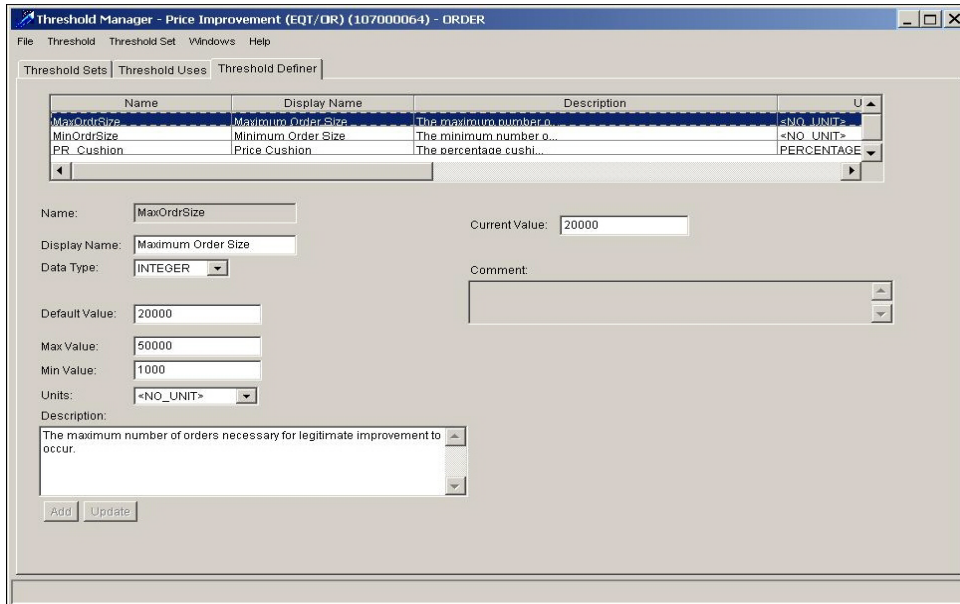 Threshold Manager - Price Improvement (EQT/OR) (107000064) - ORDER
File Threshold Threshold Set Windows Help
Threshold Sets Threshold Uses Threshold Definer
Name Display Name Description U
MaxOrdrSize Maximum Order Size The maximum number o... <NO_UNIT>
MinOrdrSize Minimum Order Size The minimum number o... <NO_UNIT>
PR_Cushion Price Cushion The percentage cushi... PERCENTAGE
Name: MaxOrdrSize
Current Value: 20000
Display Name: Maximum Order Size
Data Type: INTEGER
Comment:
Default Value: 20000
Max Value: 50000
Min Value: 1000
Units: <NO_UNIT>
Description:
The maximum number of orders necessary for legitimate improvement to
occur.
Add Update